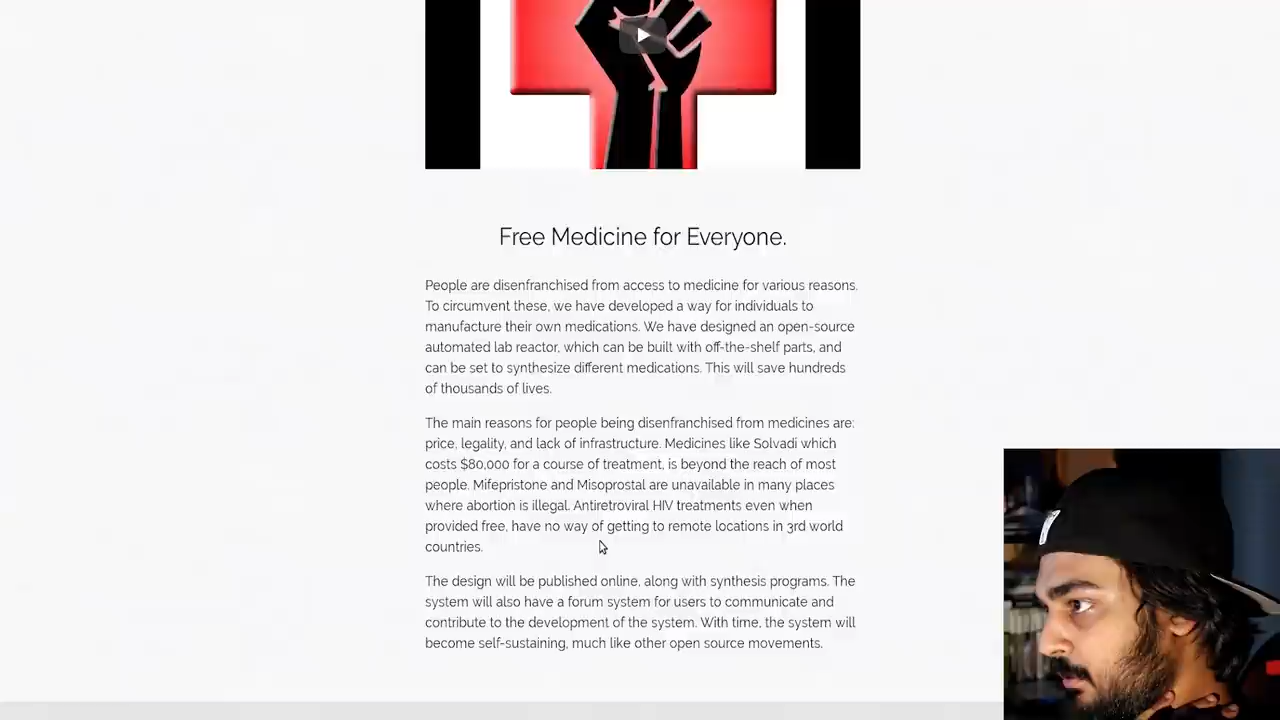 Free Medicine for Everyone.
People are disenfranchised from access to medicine for various reasons.
To circumvent these, we have developed a way for individuals to
manufacture their own medications. We have designed an open-source
automated lab reactor, which can be built with off-the-shelf parts, and
can be set to synthesize different medications. This will save hundreds
of thousands of lives.
The main reasons for people being disenfranchised from medicines are:
price, legality, and lack of infrastructure. Medicines like Solvadi which
costs $80,000 for a course of treatment, is beyond the reach of most
people. Mifepristone and Misoprostal are unavailable in many places
where abortion is illegal. Antiretroviral HIV treatments even when
provided free, have no way of getting to remote locations in 3rd world
countries.
The design will be published online, along with synthesis programs. The
system will also have a forum system for users to communicate and
contribute to the development of the system. With time, the system will
become self-sustaining, much like other open source movements.